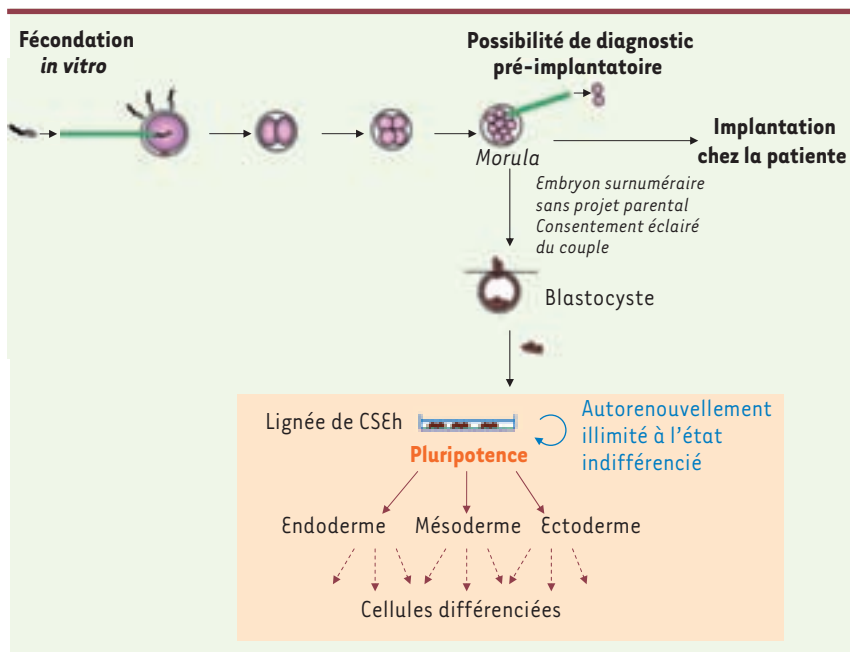 Fécondation
in vitro
Possibilité de diagnostic
pré-implantatoire
Implantation
chez la patiente
Morula
Embryon surnuméraire
sans projet parental
Consentement éclairé
du couple
Blastocyste
Lignée de CSEh
Autorenouvellement
illimité à l'état
indifférencié
Pluripotence
Endoderme Mésoderme Ectoderme
Cellules différenciées